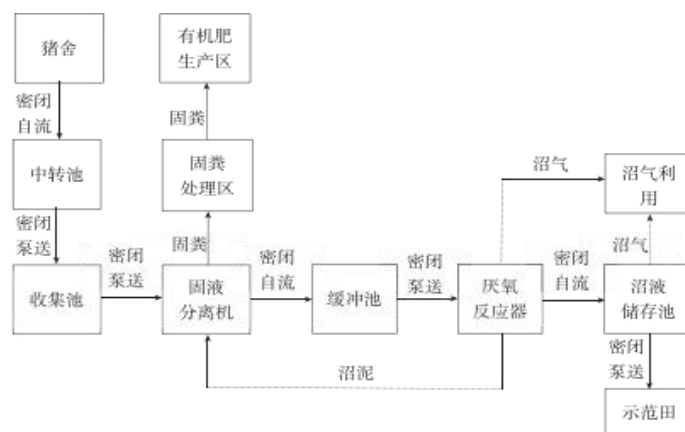 猪舍
有机肥
生产区
密闭
自流
固粪
中转池
固粪
处理区
沼气
沼气利
用
密闭
泵送
固粪
沼气
收集池
密闭
泵送
固液
分离机
密闭
自流
缓冲池
密闭
泵送
厌氧
反应器
密闭
自流
沼液
储存池
沼泥
密闭
泵送
示范田